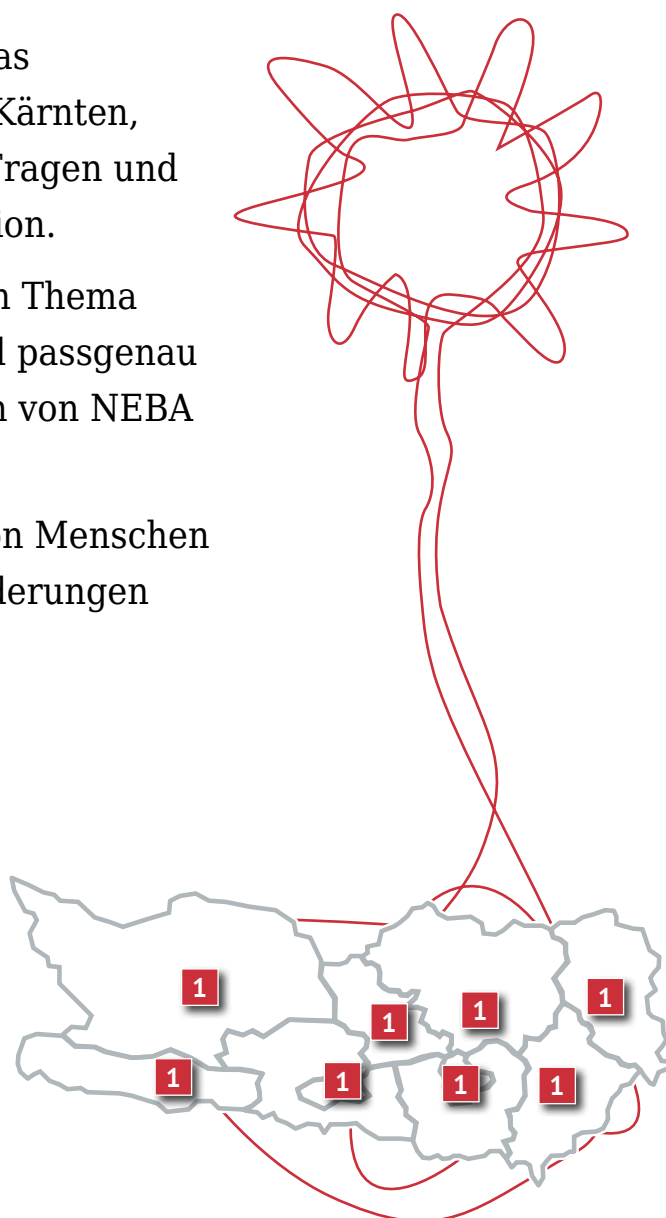 as
Kärnten,
Fragen und
ion.
n Thema
l passgenau
n von NEBA
on Menschen
derungen
1
1
1
1
1
1
1
1